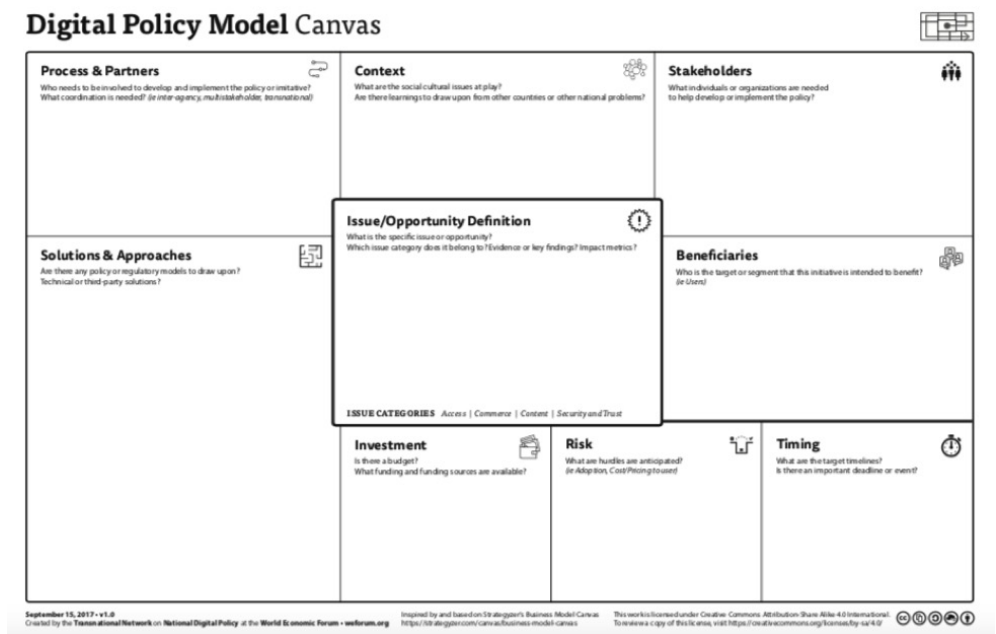 Digital Policy Model Canvas
Process & Partners
Who needs to be involved to develop and implement the policy or initative?
What coordination is needed? (ie inter-agency, multistakeholder, transnational)
Context
What are the social cultural issues at play?
Are there learnings to draw upon from other countries or other national problems?
Stakeholders
What individuals or organizations are needed
to help develop or implement the policy?
Issue/Opportunity Definition
What is the specific issue or opportunity?
Which issue category does it belong to? Evidence or key findings? Impact metrics?
ISSUE CATEGORIES Access | Commerce | Content | Security and Trust
Solutions & Approaches
Are there any policy or regulatory models to draw upon?
Technical or third-party solutions?
Beneficiaries
Who is the target or segment that this initiative is intended to benefit?
(ie Users)
Investment
Is there a budget?
What funding and funding sources are available?
Risk
What are hurdles are anticipated?
(ie Adoption, Cost/Pricing to user)
Timing
What are the target timelines?
Is there an important deadline or event?
September 15, 2017 • v1.0
Created by the Transnational Network on National Digital Policy at the World Economic Forum • weforum.org
Inspired by and based on Strategyzer's Business Model Canvas
https://strategyzer.com/canvas/business-model-canvas
This work is licensed under Creative Commons Attribution-Share Alike 4.0 International.
To review a copy of this license, visit https://creativecommons.org/licenses/by-sa/4.0/